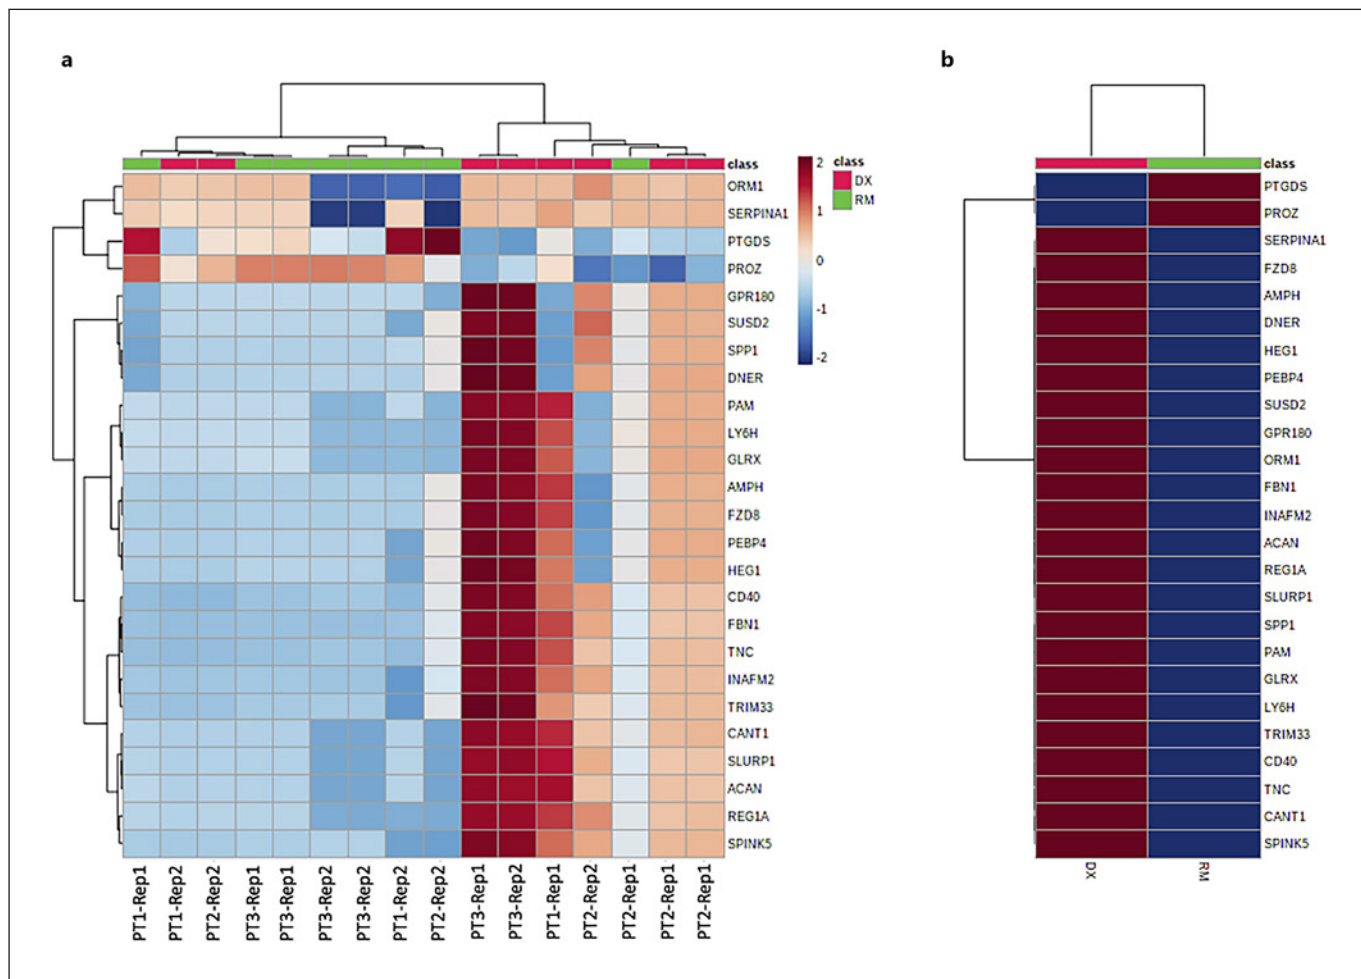 a
b
class
ORM1
SERPINA1
PTGDS
PROZ
GPR180
SUSD2
SPP1
DNER
PAM
LY6H
GLRX
AMPH
FZD8
PEBP4
HEG1
CD40
FBN1
TNC
INAFM2
TRIM33
CANT1
SLURP1
ACAN
REG1A
SPINK5
PT1-Rep1
PT1-Rep2
PT2-Rep2
PT3-Rep1
PT3-Rep1
PT3-Rep2
PT3-Rep2
PT1-Rep2
PT2-Rep2
PT3-Rep1
PT3-Rep2
PT1-Rep1
PT2-Rep2
PT2-Rep1
PT2-Rep1
PT2-Rep1
2
1
0
-1
-2
class
DX
RM
class
PTGDS
PROZ
SERPINA1
FZD8
AMPH
DNER
HEG1
PEBP4
SUSD2
GPR180
ORM1
FBN1
INAFM2
ACAN
REG1A
SLURP1
SPP1
PAM
GLRX
LY6H
TRIM33
CD40
TNC
CANT1
SPINK5
DX
RM